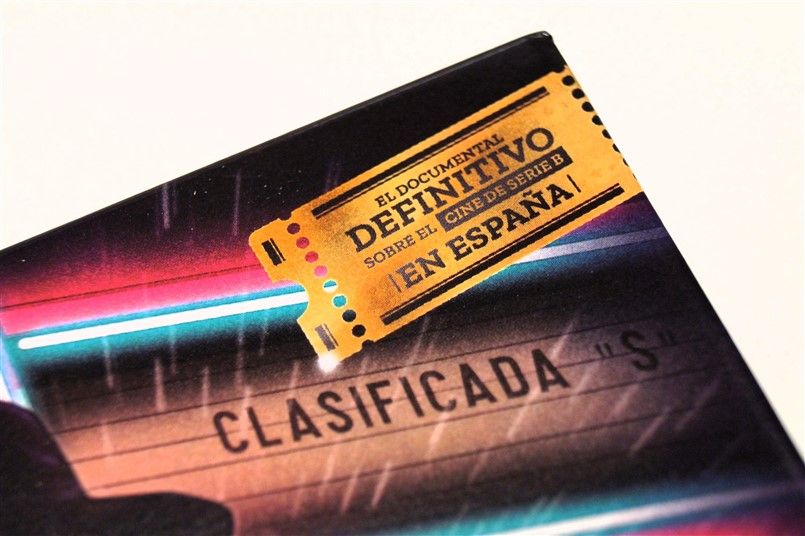 EL DOCUMENTAL
DEFINITIVO
SOBRE EL CINE DE SERIE B
|EN ESPAÑA|
CLASIFICADA "S"